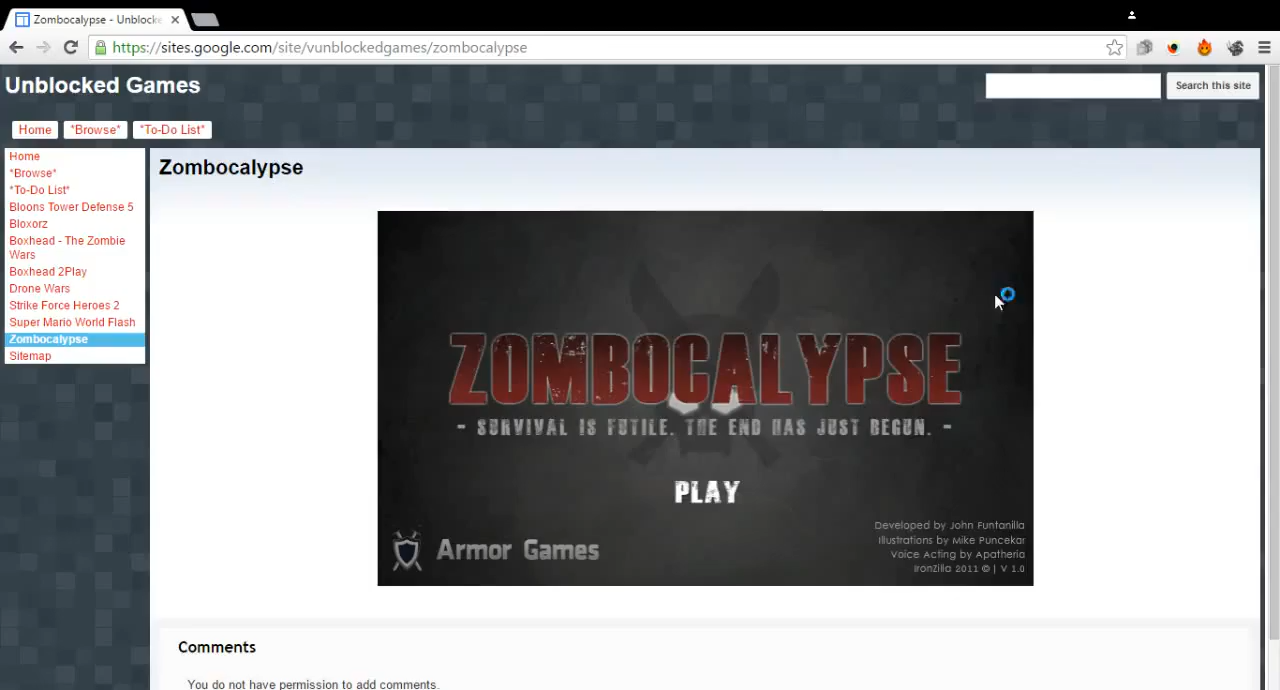 Zombocalypse - Unblocke
https://sites.google.com/site/vunblockedgames/zombocalypse
Unblocked Games
Search this site
Home
*Browse*
*To-Do List*
Home
*Browse*
*To-Do List*
Bloons Tower Defense 5
Bloxorz
Boxhead - The Zombie
Wars
Boxhead 2Play
Drone Wars
Strike Force Heroes 2
Super Mario World Flash
Zombocalypse
Sitemap
Zombocalypse
ZOMBOCALYPSE
- SURVIVAL IS FUTILE. THE END HAS JUST BEGUN. -
PLAY
Armor Games
Developed by John Funtanilla
Illustrations by Mike Puncekar
Voice Acting by Apatheria
IronZilla 2011 © | V 1.0
Comments
You do not have permission to add comments.